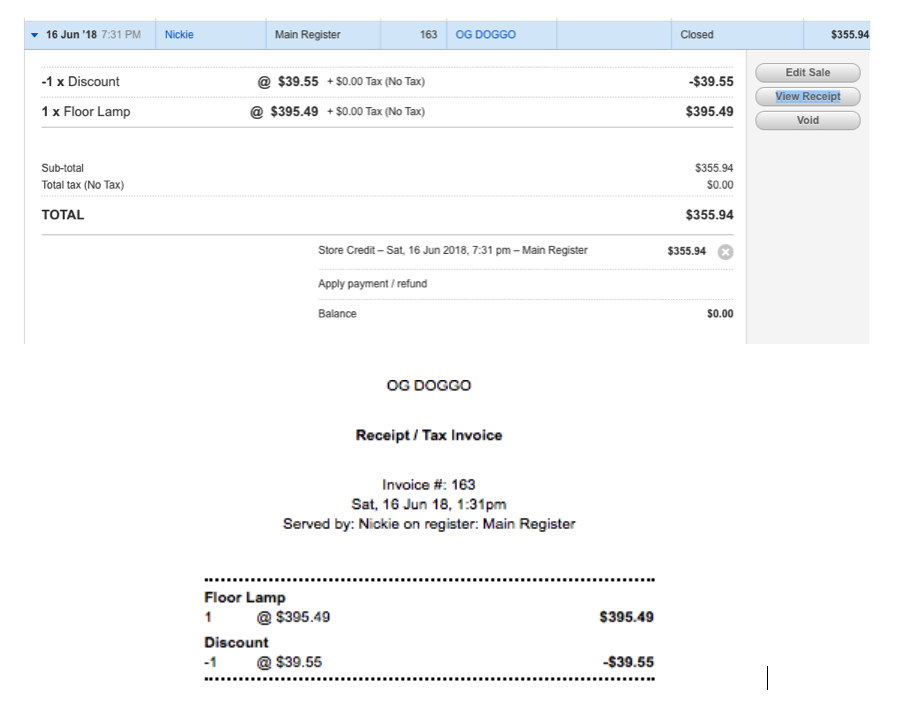 16 Jun '18 7:31 PM Nickie Main Register 163 OG DOGGO Closed $355.94
-1 x Discount @ $39.55 + $0.00 Tax (No Tax) -$39.55
Edit Sale
View Receipt
1 x Floor Lamp @ $395.49 + $0.00 Tax (No Tax) $395.49
Void
Sub-total $355.94
Total tax (No Tax) $0.00
TOTAL $355.94
Store Credit – Sat, 16 Jun 2018, 7:31 pm – Main Register $355.94
Apply payment / refund
Balance $0.00
OG DOGGO
Receipt / Tax Invoice
Invoice #: 163
Sat, 16 Jun 18, 1:31pm
Served by: Nickie on register: Main Register
Floor Lamp
1 @ $395.49 $395.49
Discount
-1 @ $39.55 -$39.55